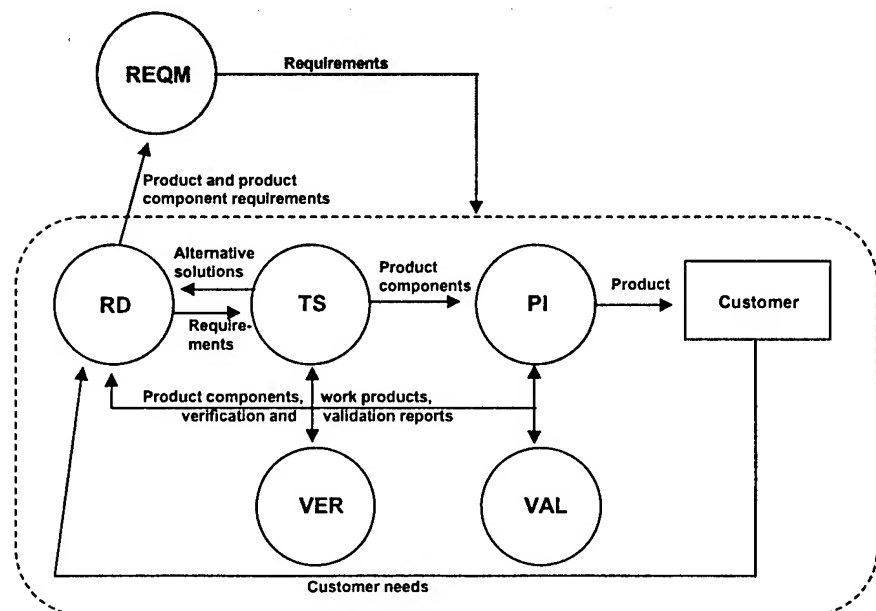 REQM
Requirements
Product and product
component requirements
Alternative
solutions
RD
TS
Product
components
PI
Product
Customer
Require-
ments
Product components,
verification and
work products,
validation reports
VER
VAL
Customer needs